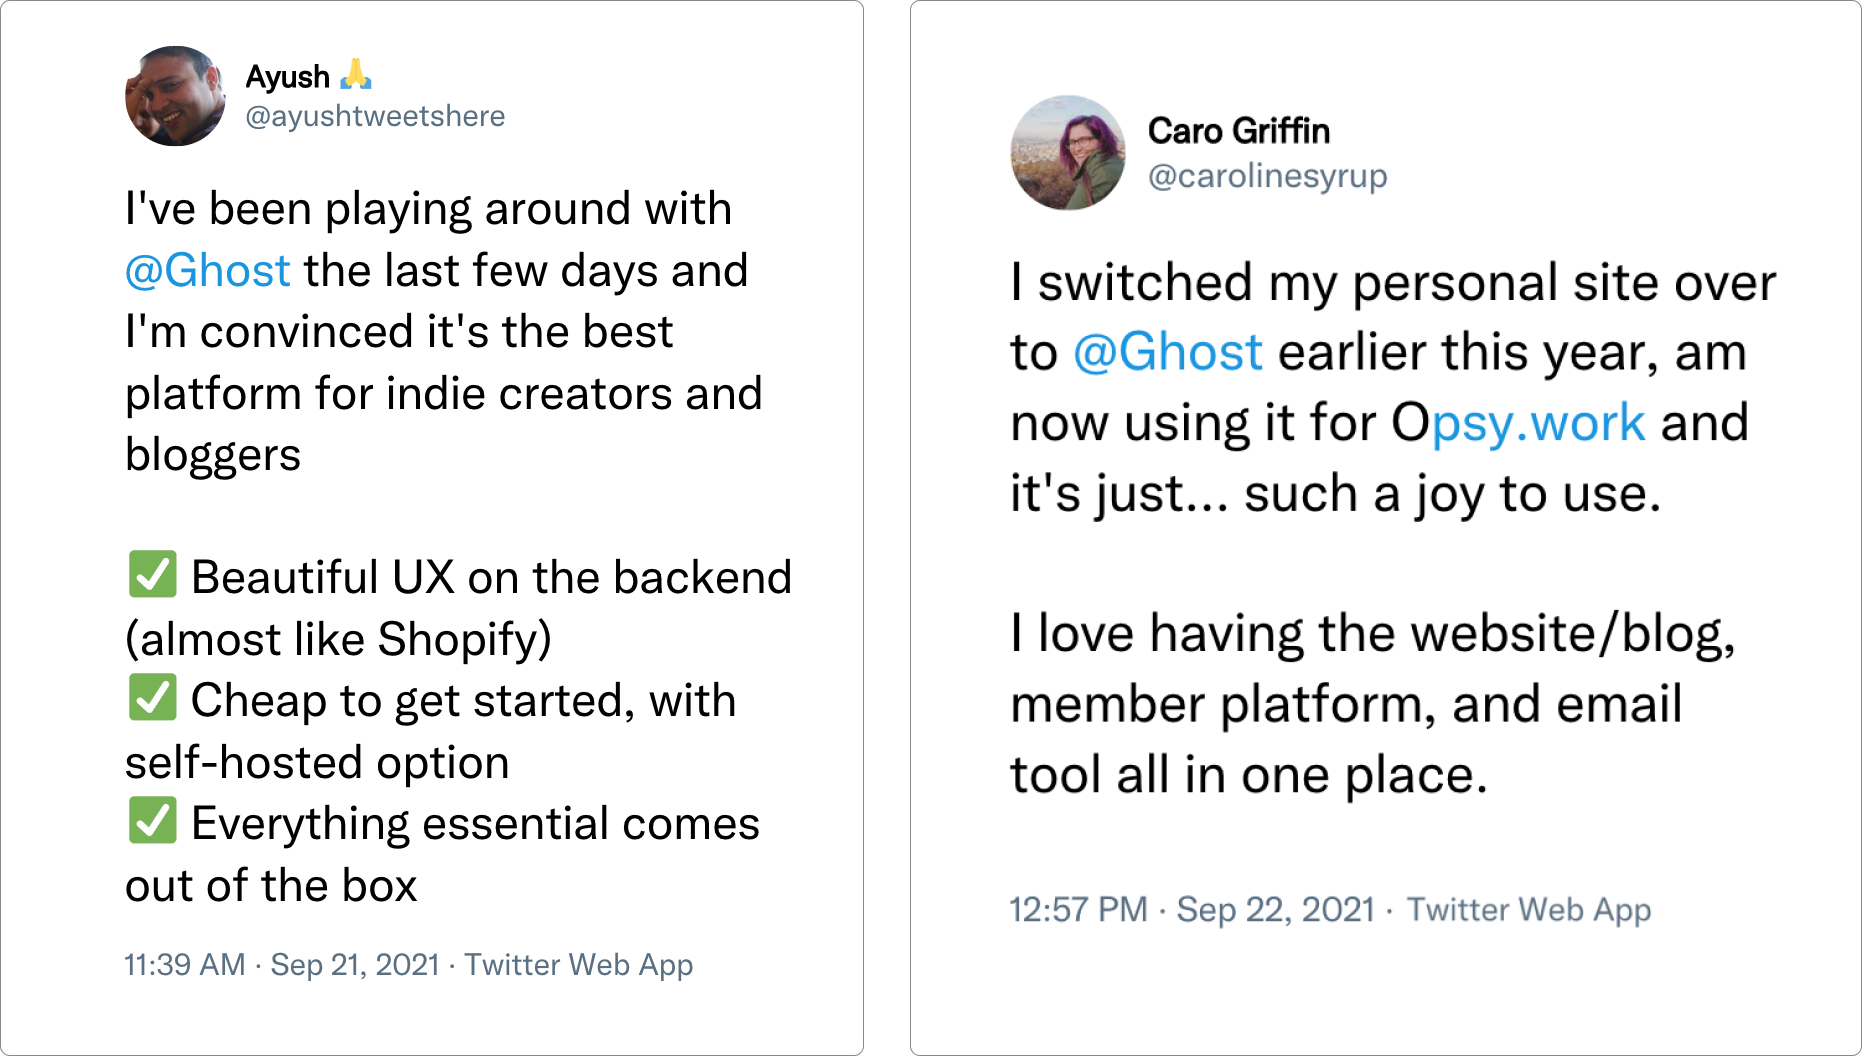 Ayush 🙏
@ayushtweetshere
I've been playing around with
@Ghost the last few days and
I'm convinced it's the best
platform for indie creators and
bloggers
✅ Beautiful UX on the backend
(almost like Shopify)
✅ Cheap to get started, with
self-hosted option
✅ Everything essential comes
out of the box
11:39 AM · Sep 21, 2021 · Twitter Web App
Caro Griffin
@carolinesyrup
I switched my personal site over
to @Ghost earlier this year, am
now using it for Opsy.work and
it's just... such a joy to use.
I love having the website/blog,
member platform, and email
tool all in one place.
12:57 PM · Sep 22, 2021 · Twitter Web App